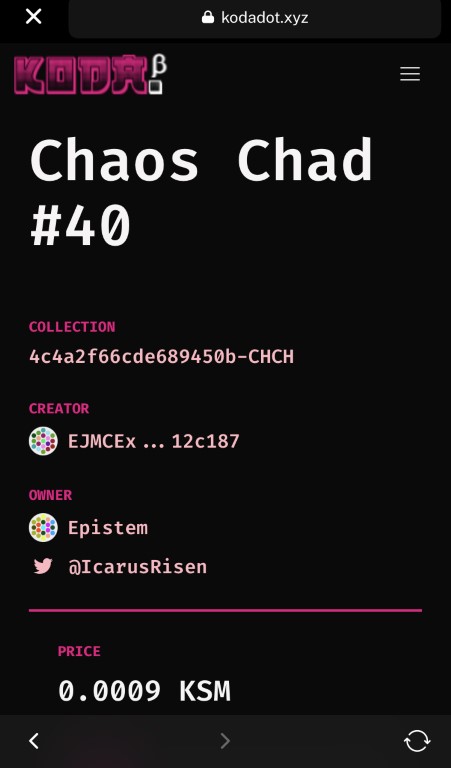 kodadot.xyz
KODA
β
Chaos Chad
#40
COLLECTION
4c4a2f66cde689450b-CHCH
CREATOR
EJMCEx...12c187
OWNER
Epistem
@IcarusRisen
PRICE
0.0009 KSM